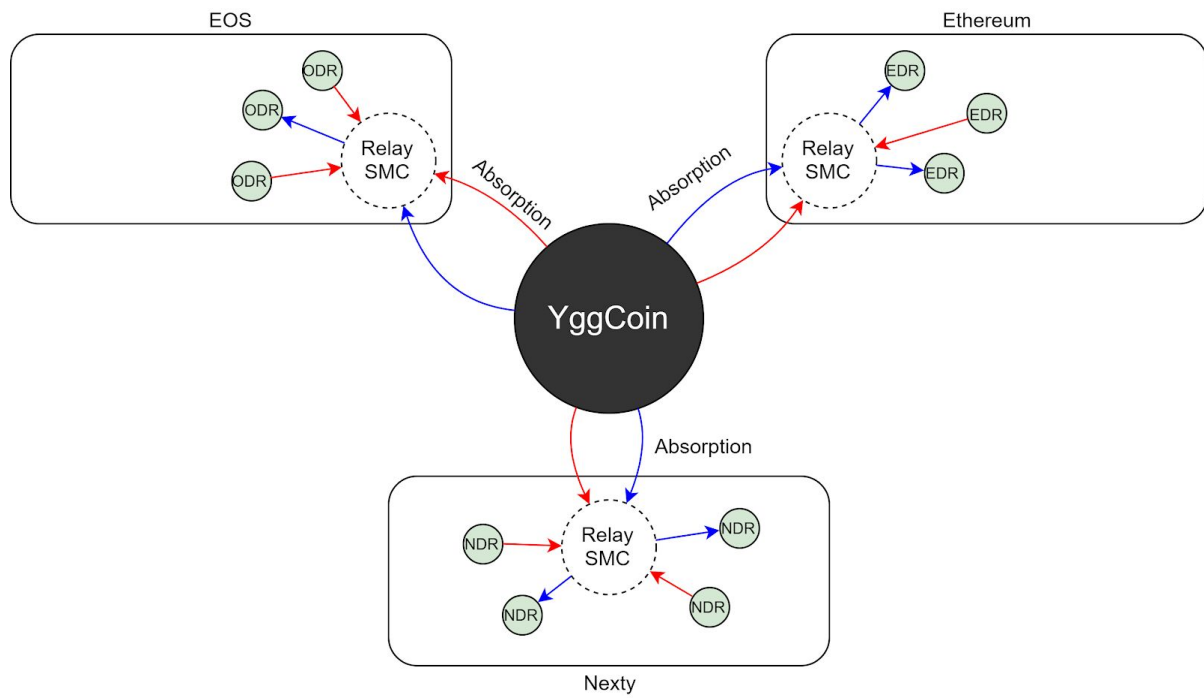 EOS
Ethereum
ODR
ODR
ODR
Relay
SMC
Absorption
Absorption
Relay
SMC
EDR
EDR
EDR
YggCoin
Absorption
NDR
Relay
SMC
NDR
NDR
NDR
Nexty